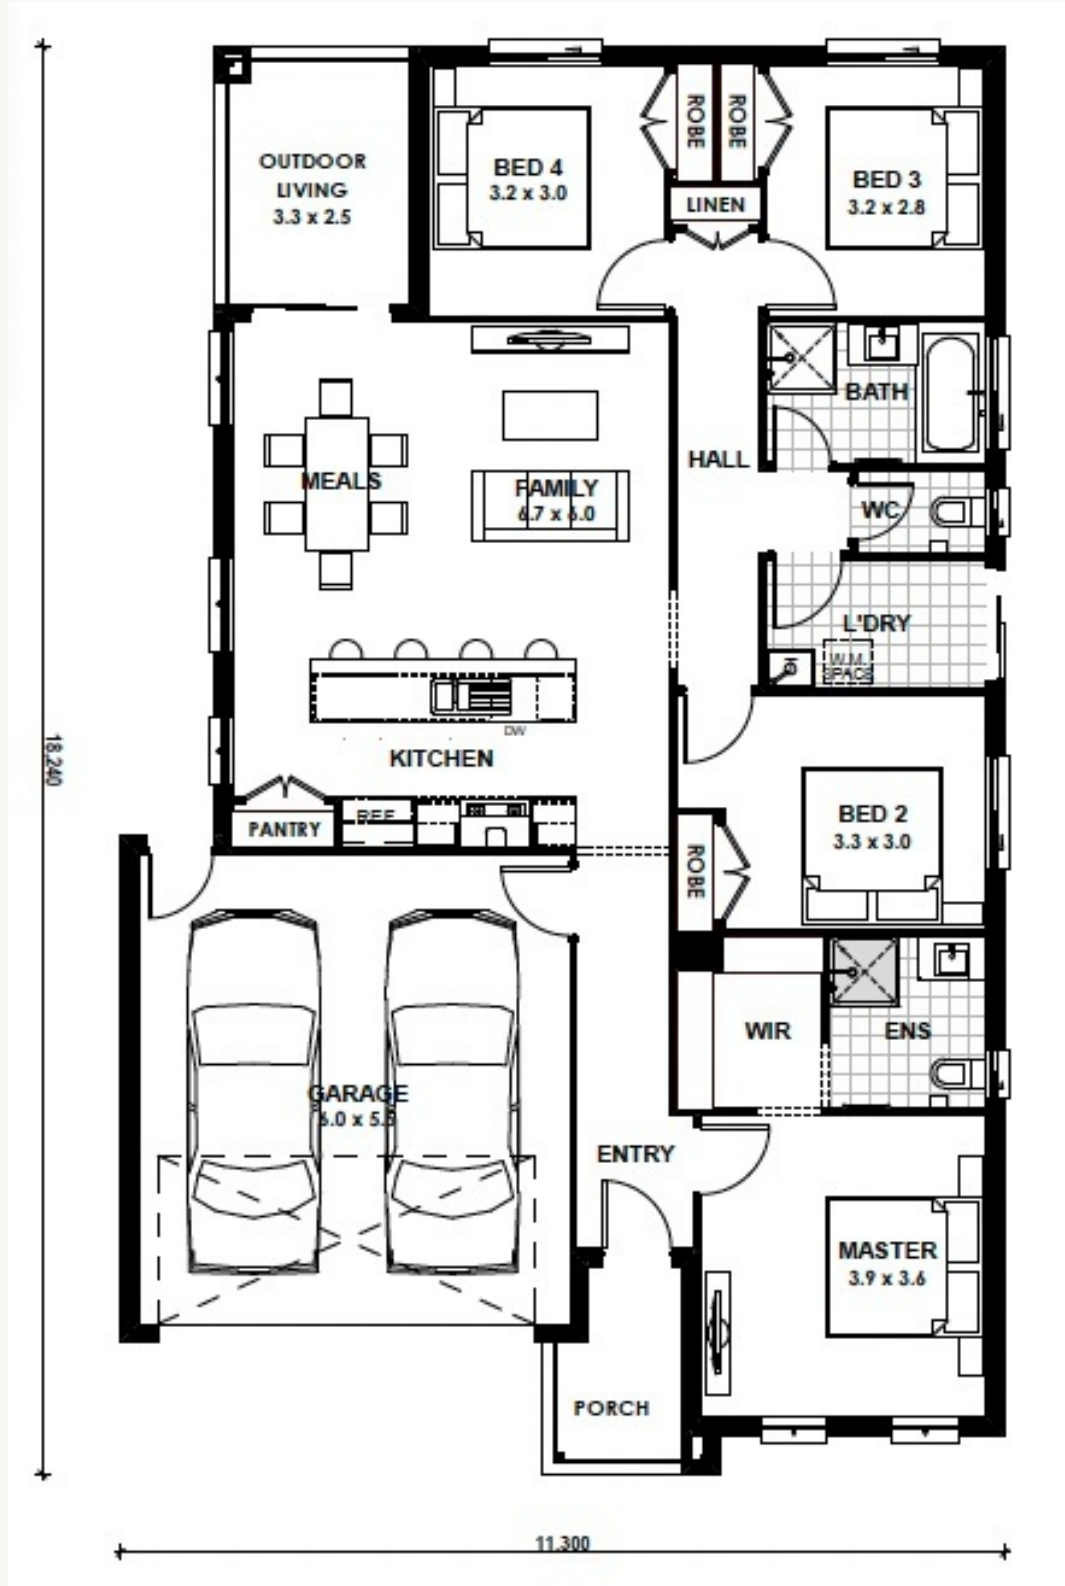 OUTDOOR
LIVING
3.3 x 2.5
BED 4
3.2 x 3.0
ROBE
ROBE
LINEN
BED 3
3.2 x 2.8
BATH
HALL
MEALS
FAMILY
6.7 x 6.0
WC
L'DRY
W.M.
SPACE
DW
KITCHEN
PANTRY
REF
BED 2
3.3 x 3.0
ROBE
18.240
WIR
ENS
GARAGE
6.0 x 5.5
ENTRY
MASTER
3.9 x 3.6
PORCH
11.300